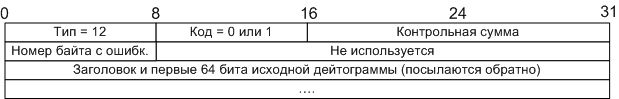 0 8 16 24 31
Тип = 12 Код = 0 или 1 Контрольная сумма
Номер байта с ошибк. Не используется
Заголовок и первые 64 бита исходной дейтограммы (посылаются обратно)
....